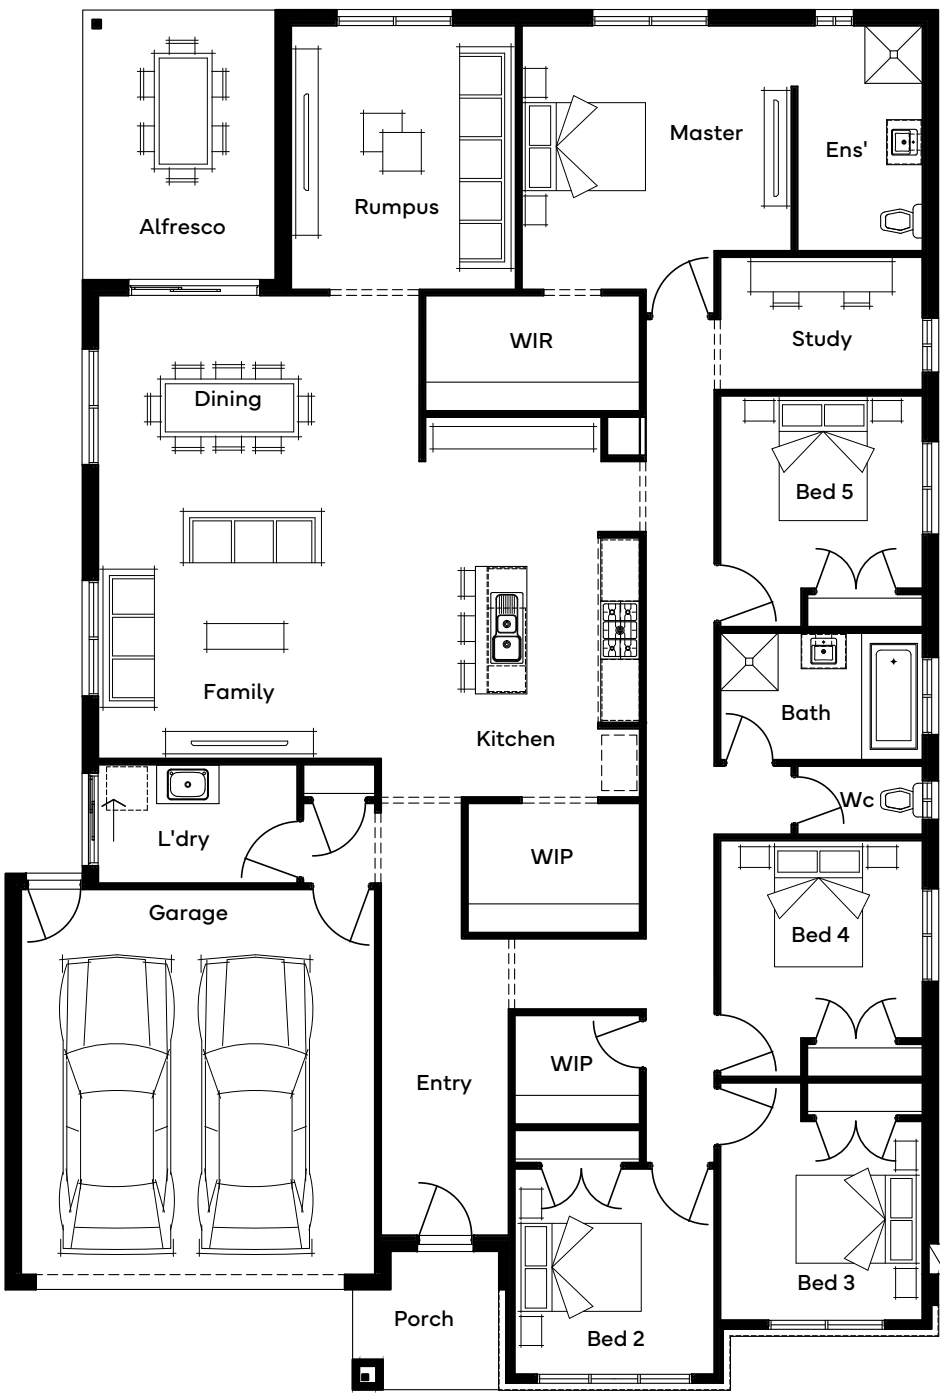 Master
Ens'
Rumpus
Alfresco
WIR
Study
Dining
Bed 5
Family
Bath
Kitchen
Wc
L'dry
WIP
Garage
Bed 4
WIP
Entry
Bed 3
Porch
Bed 2